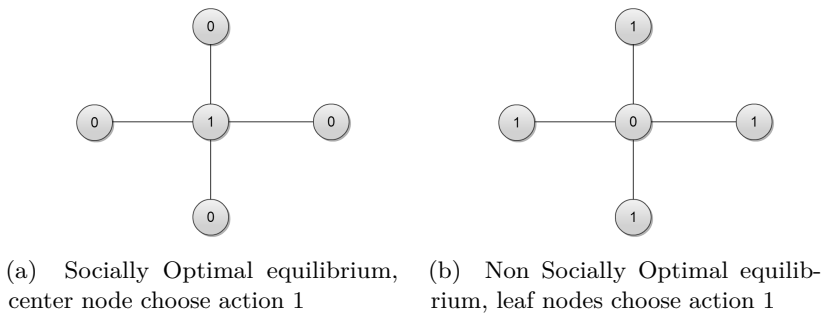 0
0
1
0
0
(a) Socially Optimal equilibrium,
center node choose action 1
1
1
0
1
1
(b) Non Socially Optimal equilib-
rium, leaf nodes choose action 1